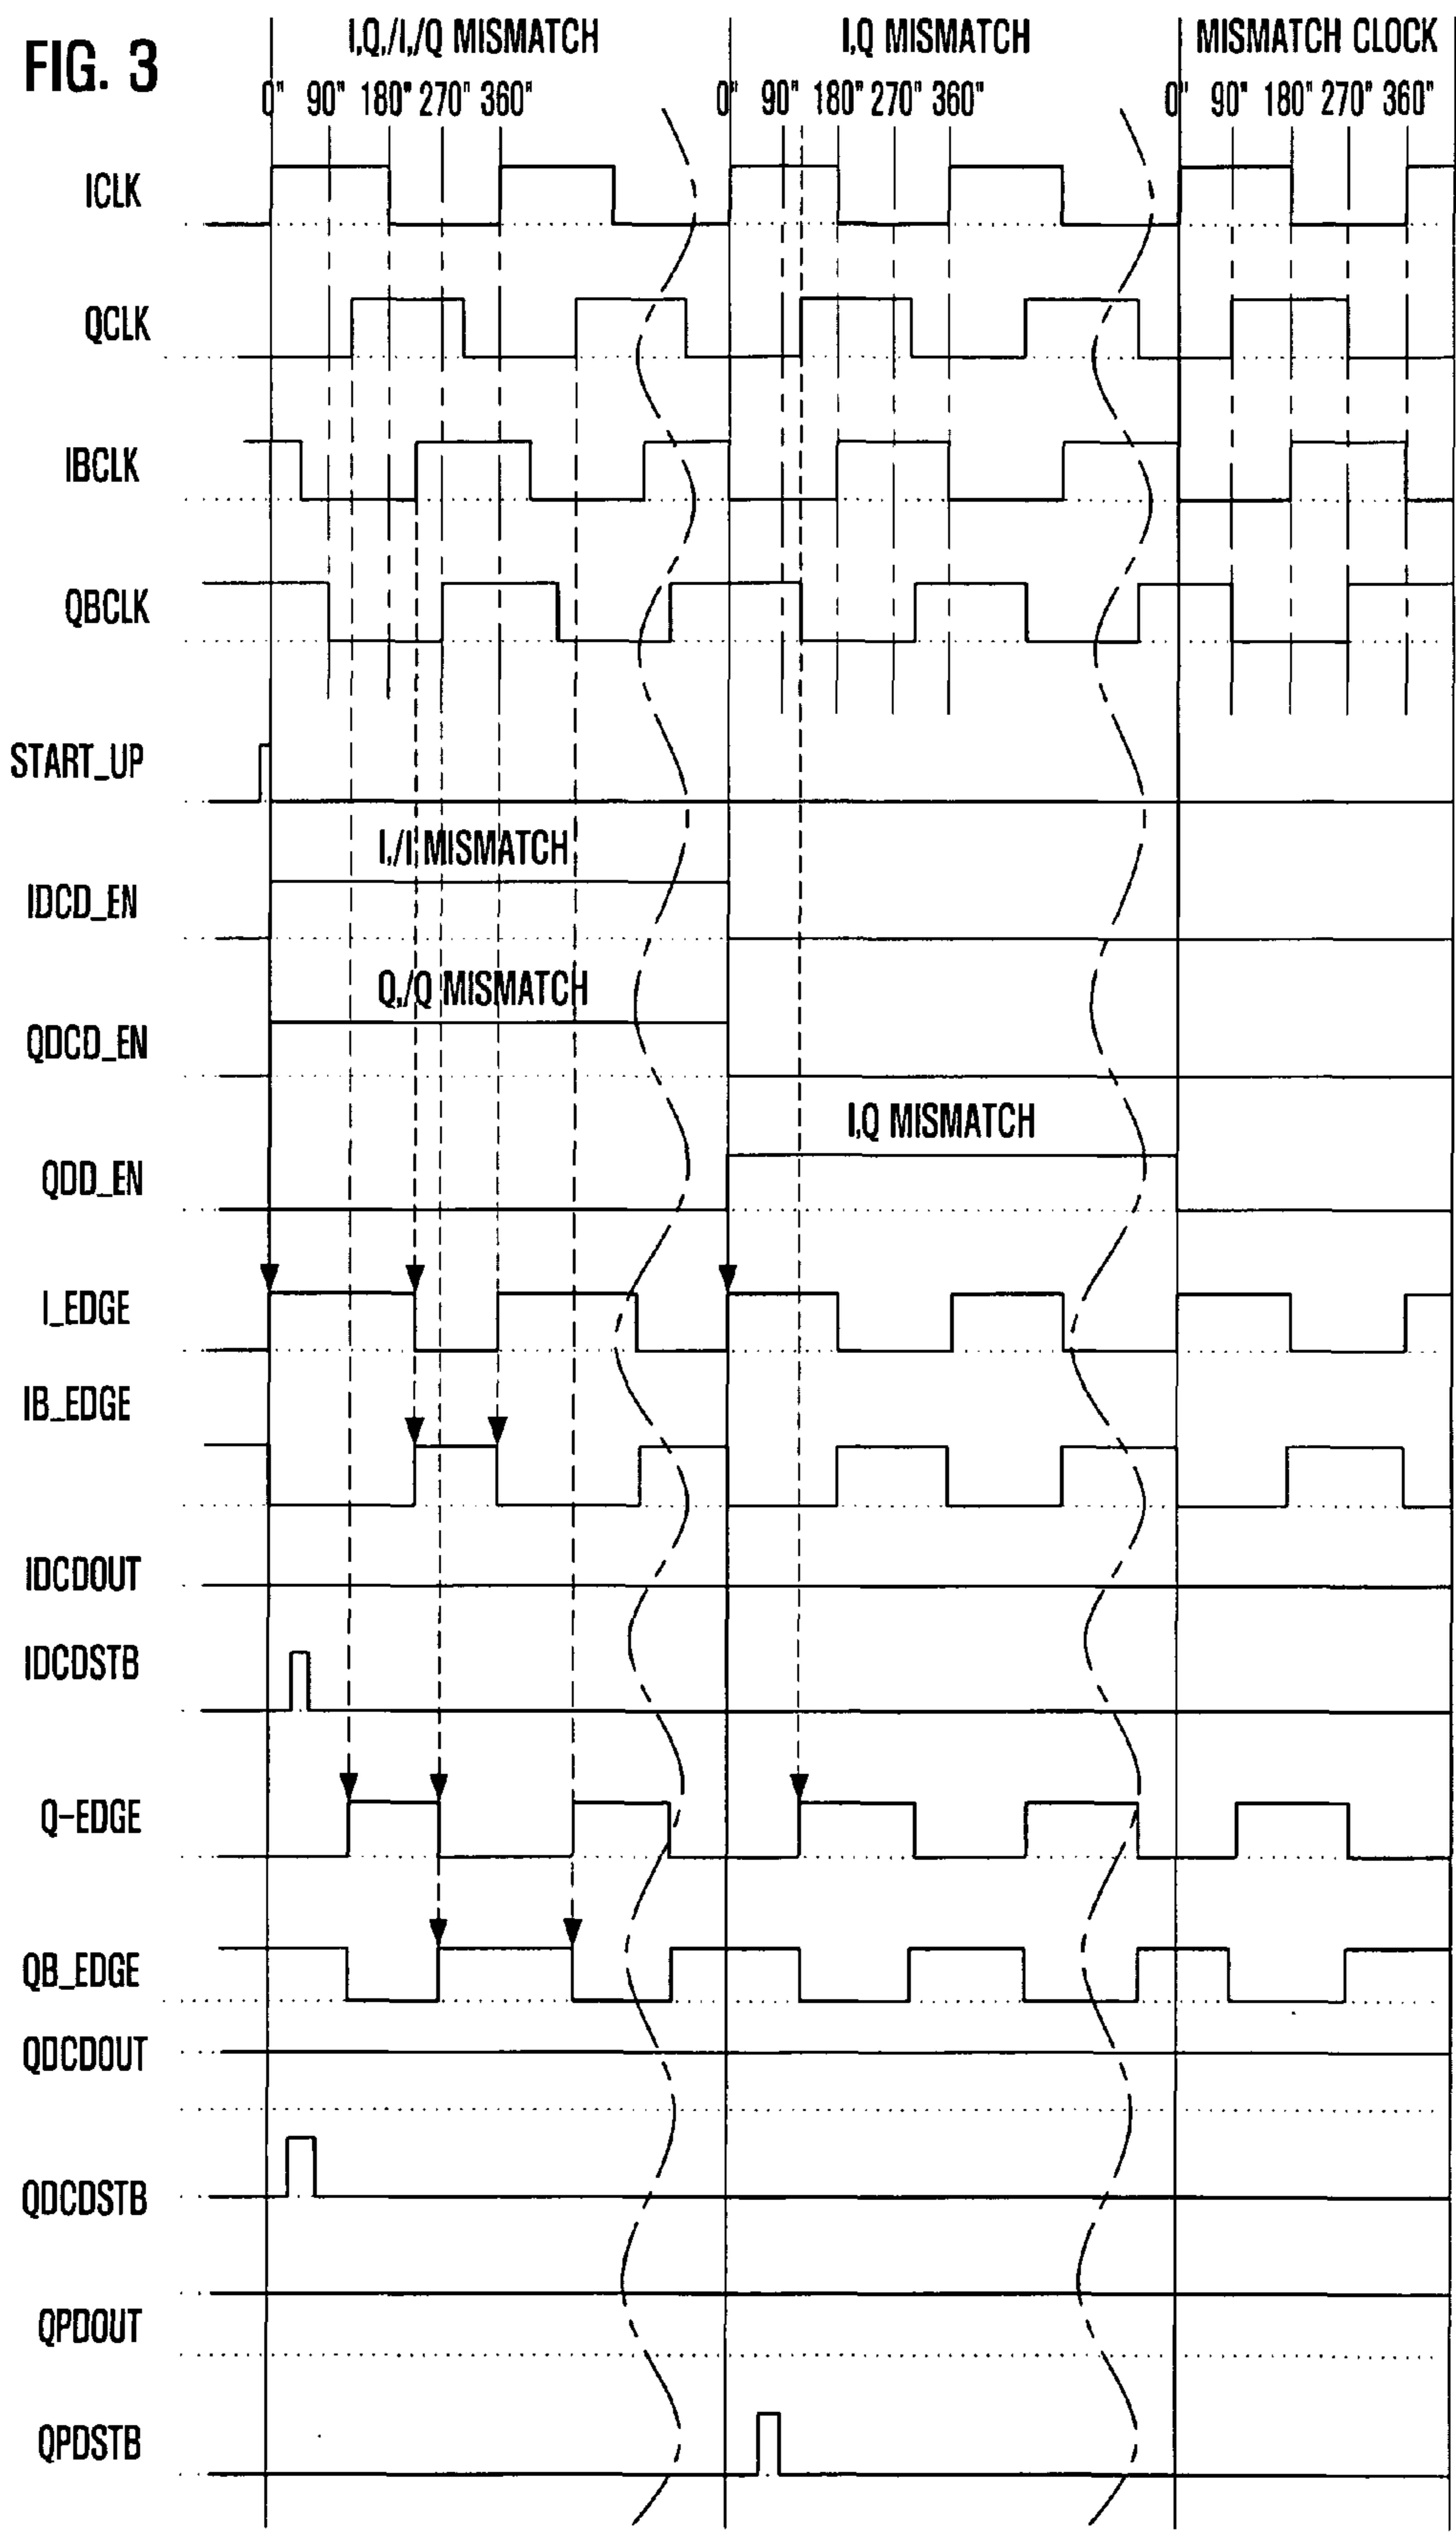 FIG. 3
I,Q,/I,/Q MISMATCH
I,Q MISMATCH
MISMATCH CLOCK
0" 90" 180" 270" 360"
0" 90" 180" 270" 360"
0" 90" 180" 270" 360"
ICLK
QCLK
IBCLK
QBCLK
START_UP
I,/I MISMATCH
IDCD_EN
Q,/Q MISMATCH
QDCD_EN
I,Q MISMATCH
QDD_EN
I_EDGE
IB_EDGE
IDCDOUT
IDCDSTB
Q-EDGE
QB_EDGE
QDCDOUT
QDCDSTB
QPDOUT
QPDSTB